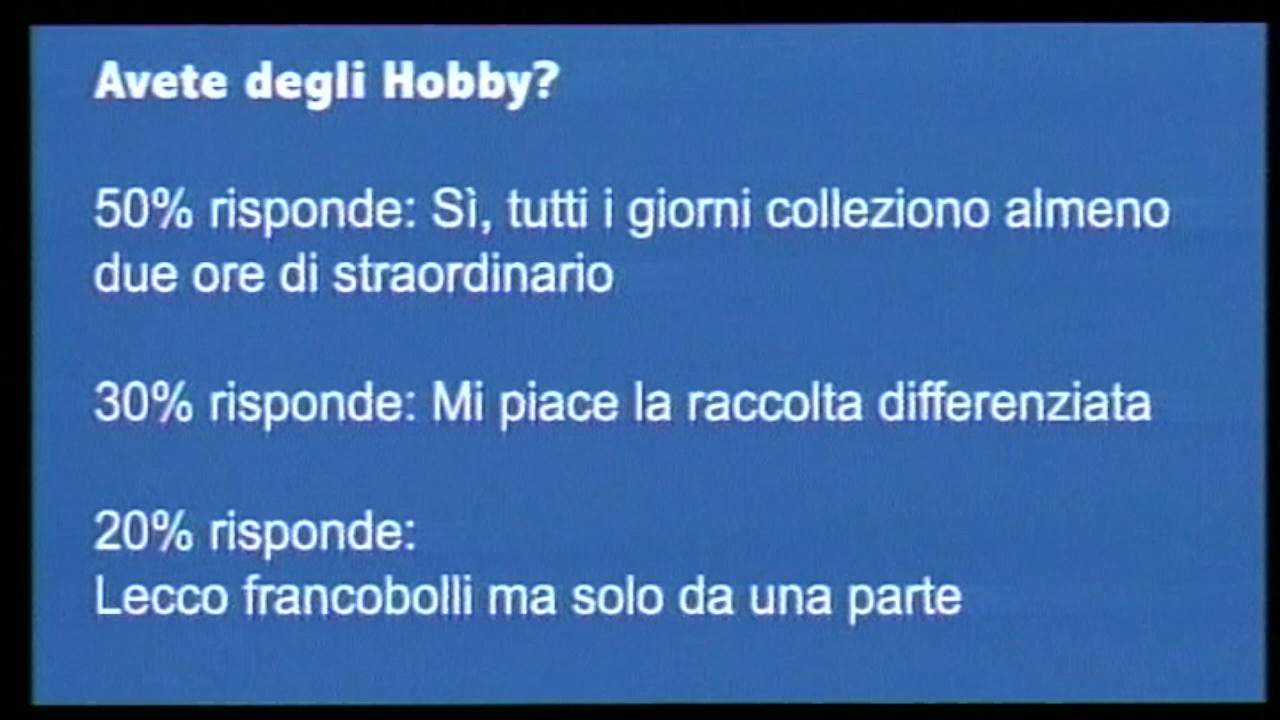 Avete degli Hobby?
50% risponde: Sì, tutti i giorni colleziono almeno
due ore di straordinario
30% risponde: Mi piace la raccolta differenziata
20% risponde:
Lecco francobolli ma solo da una parte